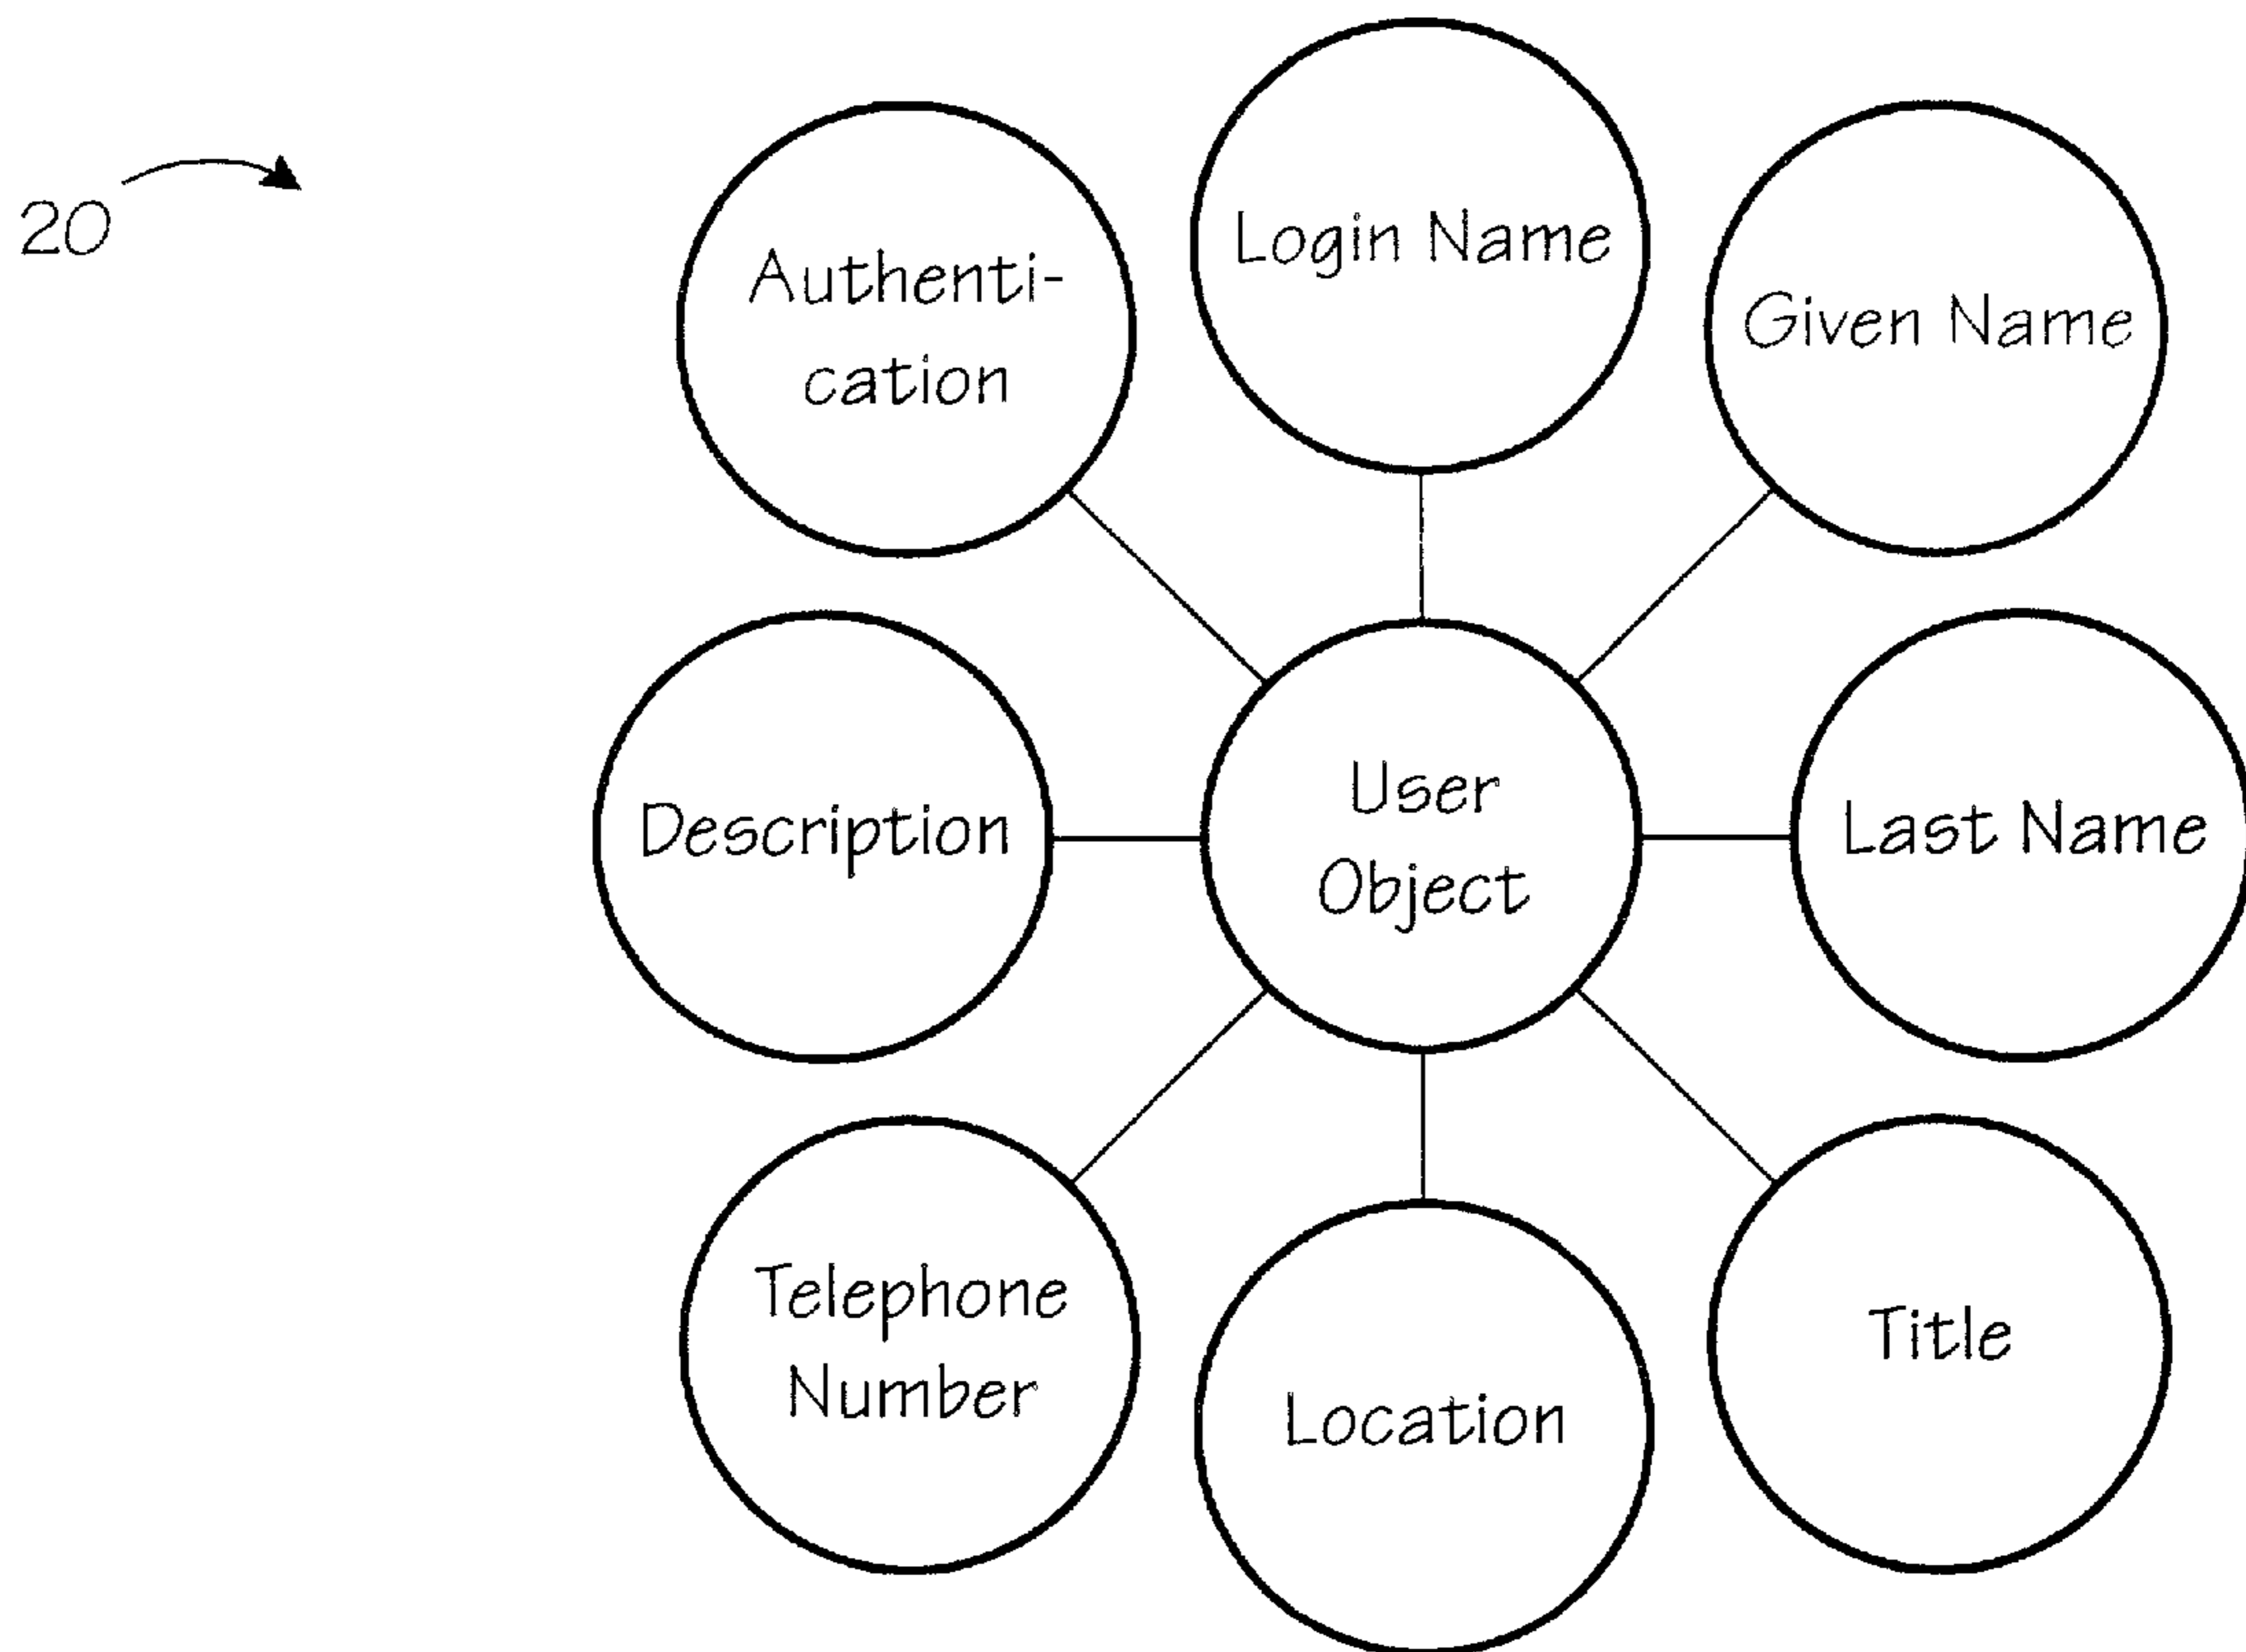 20
Authenti-
cation
Login Name
Given Name
Description
User
Object
Last Name
Telephone
Number
Location
Title